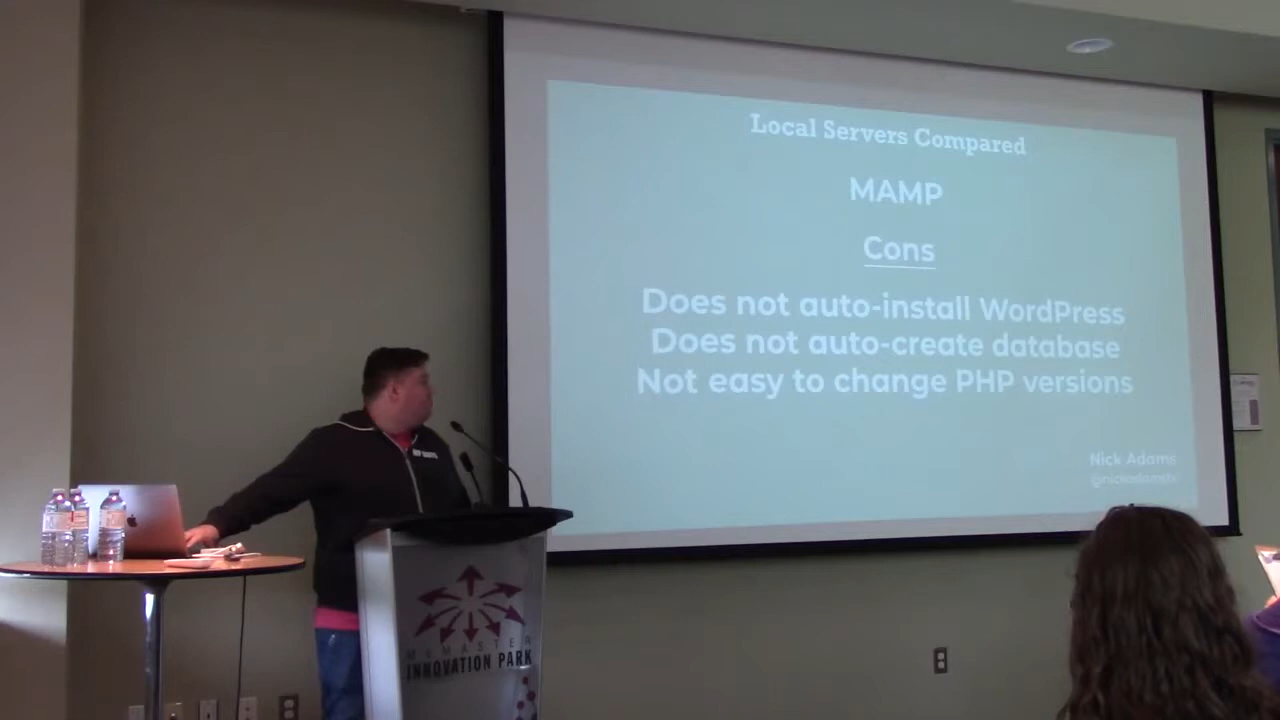 Local Servers Compared
MAMP
Cons
Does not auto-install WordPress
Does not auto-create database
Not easy to change PHP versions
Nick Adams
@nickadamstv
McMASTER
INNOVATION PARK